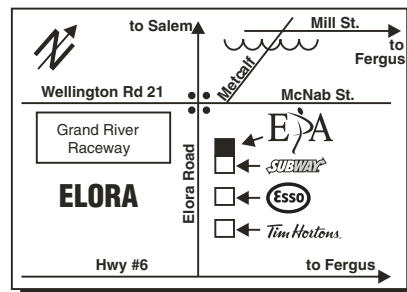 to Salem
Mill St.
to
Fergus
N
Metcalf
Wellington Rd 21
McNab St.
Grand River
Raceway
EPA
SUBWAY
ELORA
Elora Road
Esso
Tim Hortons.
Hwy #6
to Fergus